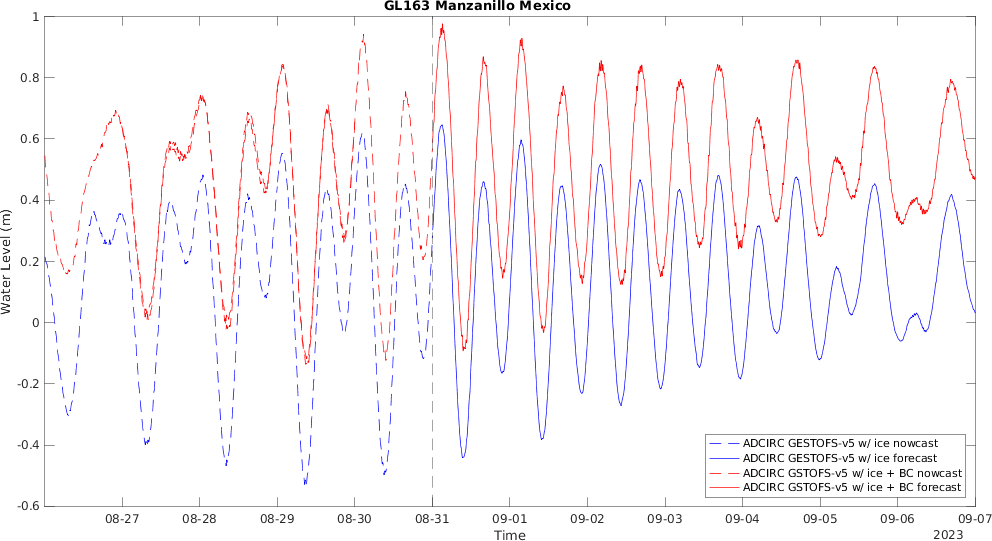 GL163 Manzanillo Mexico
1
0.8
0.6
0.4
0.2
0
-0.2
-0.4
-0.6
Water Level (m)
ADCIRC GESTOFS-v5 w/ ice nowcast
ADCIRC GESTOFS-v5 w/ ice forecast
ADCIRC GSTOFS-v5 w/ ice + BC nowcast
ADCIRC GSTOFS-v5 w/ ice + BC forecast
08-27 08-28 08-29 08-30 08-31 09-01 09-02 09-03 09-04 09-05 09-06 09-07
Time
2023